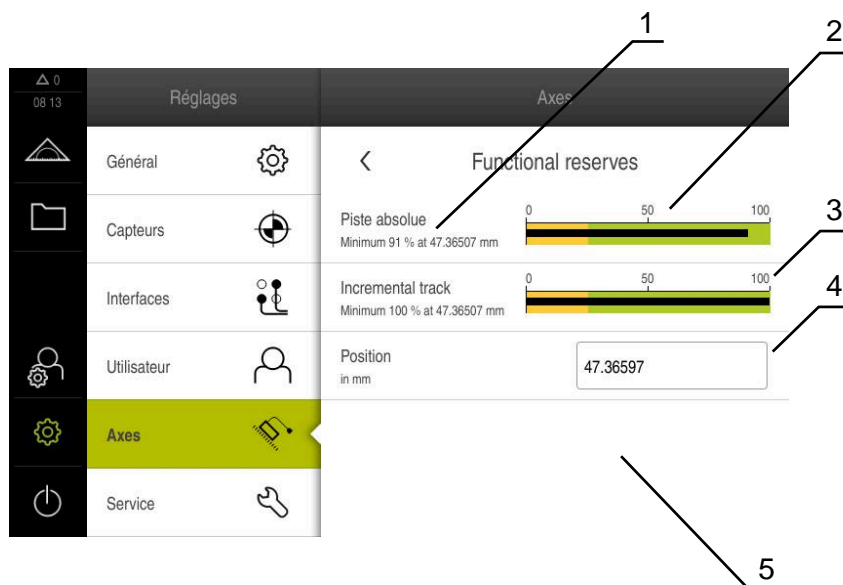 1
2
0
08 13
Réglages
Axes
Général
Functional reserves
Capteurs
Piste absolue
Minimum 91 % at 47.36507 mm
0 50 100
3
Interfaces
Incremental track
Minimum 100 % at 47.36507 mm
0 50 100
4
Utilisateur
Position
in mm
47.36597
Axes
Service
5